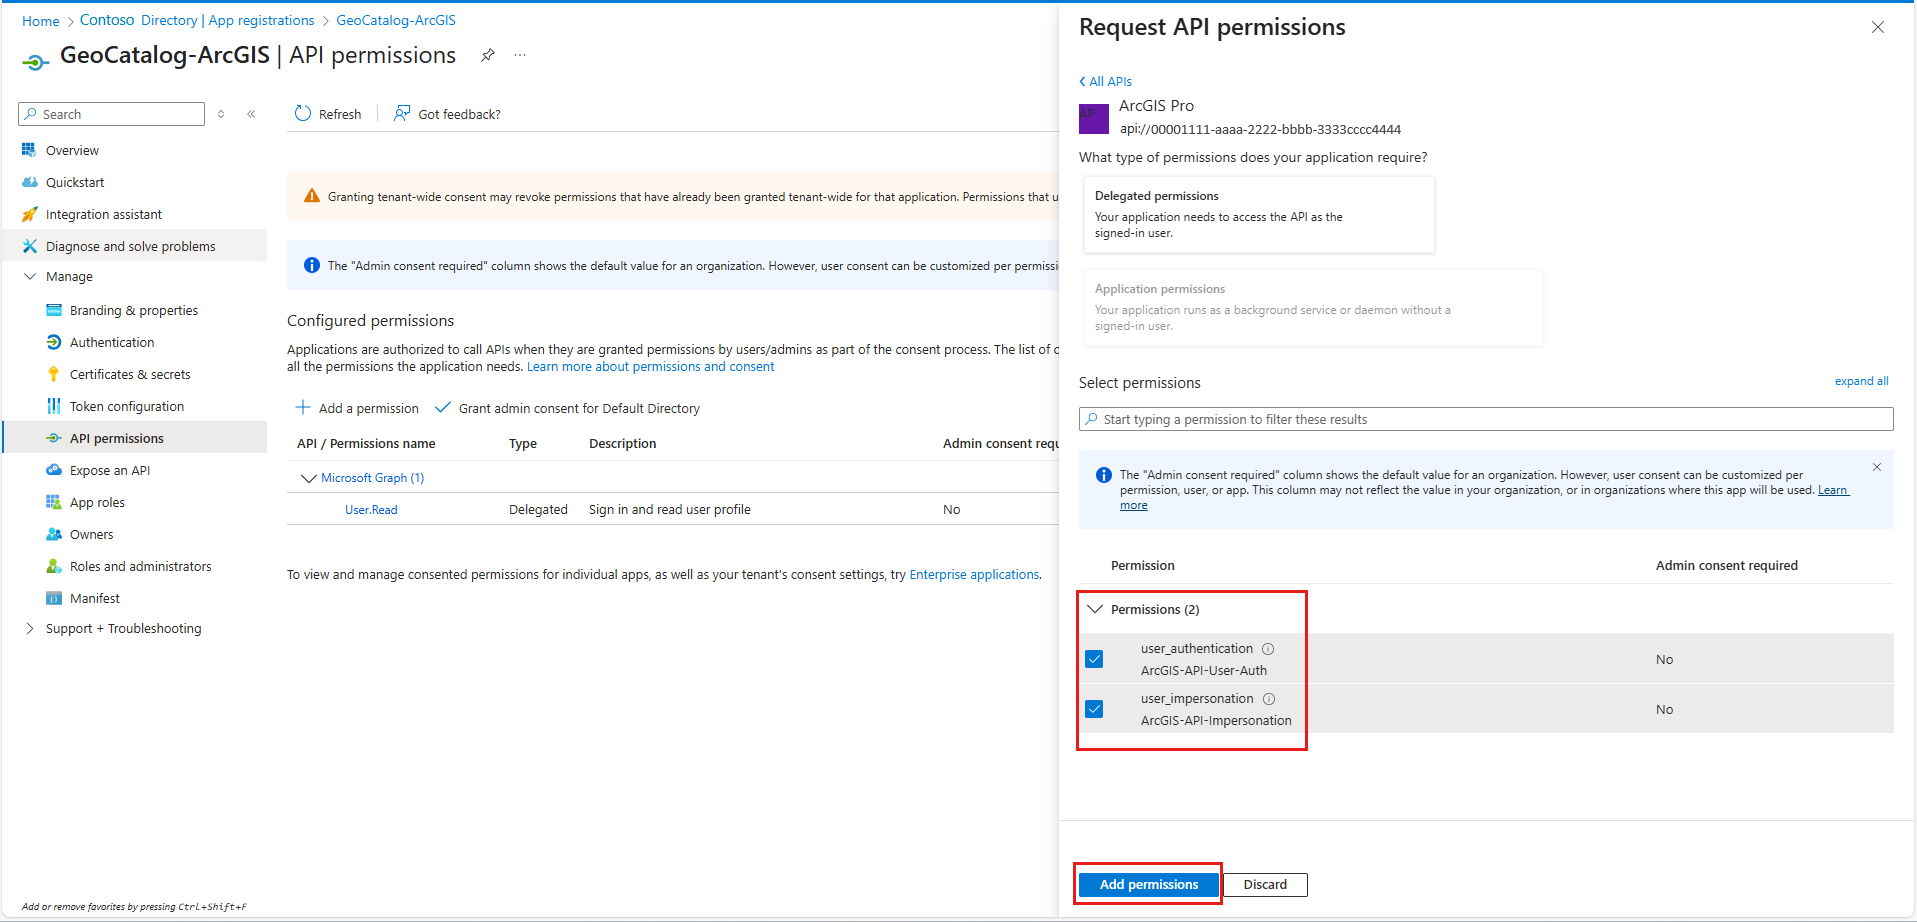 Home > Contoso Directory | App registrations > GeoCatalog-ArcGIS
GeoCatalog-ArcGIS | API permissions
Search
Overview
Quickstart
Integration assistant
Diagnose and solve problems
Manage
Branding & properties
Authentication
Certificates & secrets
Token configuration
API permissions
Expose an API
App roles
Owners
Roles and administrators
Manifest
Support + Troubleshooting
Add or remove favorites by pressing Ctrl+Shift+F
Refresh
Got feedback?
Granting tenant-wide consent may revoke permissions that have already been granted tenant-wide for that application. Permissions that u
The "Admin consent required" column shows the default value for an organization. However, user consent can be customized per permissi
Configured permissions
Applications are authorized to call APIs when they are granted permissions by users/admins as part of the consent process. The list of c
all the permissions the application needs. Learn more about permissions and consent
Add a permission
Grant admin consent for Default Directory
API / Permissions name Type Description Admin consent requ
Microsoft Graph (1)
User.Read Delegated Sign in and read user profile No
To view and manage consented permissions for individual apps, as well as your tenant's consent settings, try Enterprise applications.
Request API permissions
All APIs
AP
ArcGIS Pro
api://00001111-aaaa-2222-bbbb-3333cccc4444
What type of permissions does your application require?
Delegated permissions
Your application needs to access the API as the
signed-in user.
Application permissions
Your application runs as a background service or daemon without a
signed-in user.
Select permissions
expand all
Start typing a permission to filter these results
The "Admin consent required" column shows the default value for an organization. However, user consent can be customized per
permission, user, or app. This column may not reflect the value in your organization, or in organizations where this app will be used. Learn
more
Permission Admin consent required
Permissions (2)
user_authentication
ArcGIS-API-User-Auth
No
user_impersonation
ArcGIS-API-Impersonation
No
Add permissions
Discard